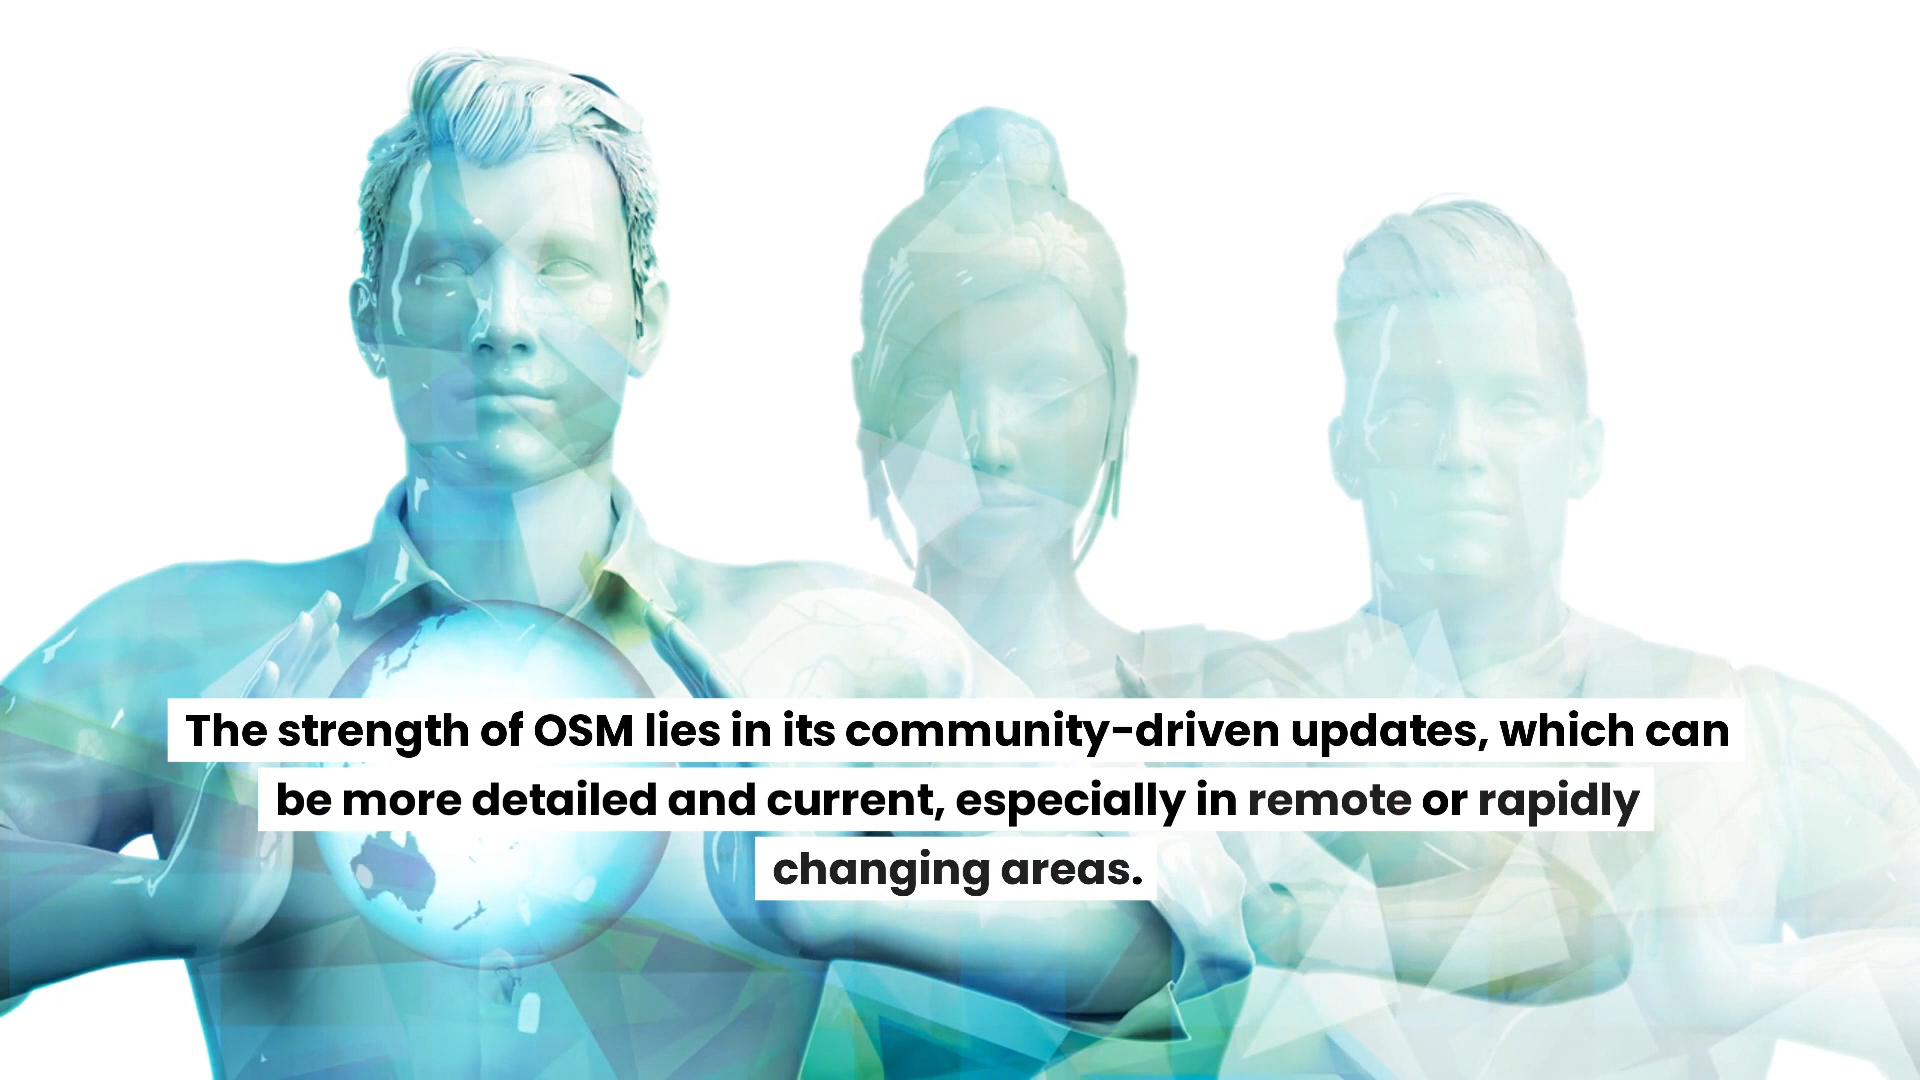 The strength of OSM lies in its community-driven updates, which can
be more detailed and current, especially in remote or rapidly
changing areas.